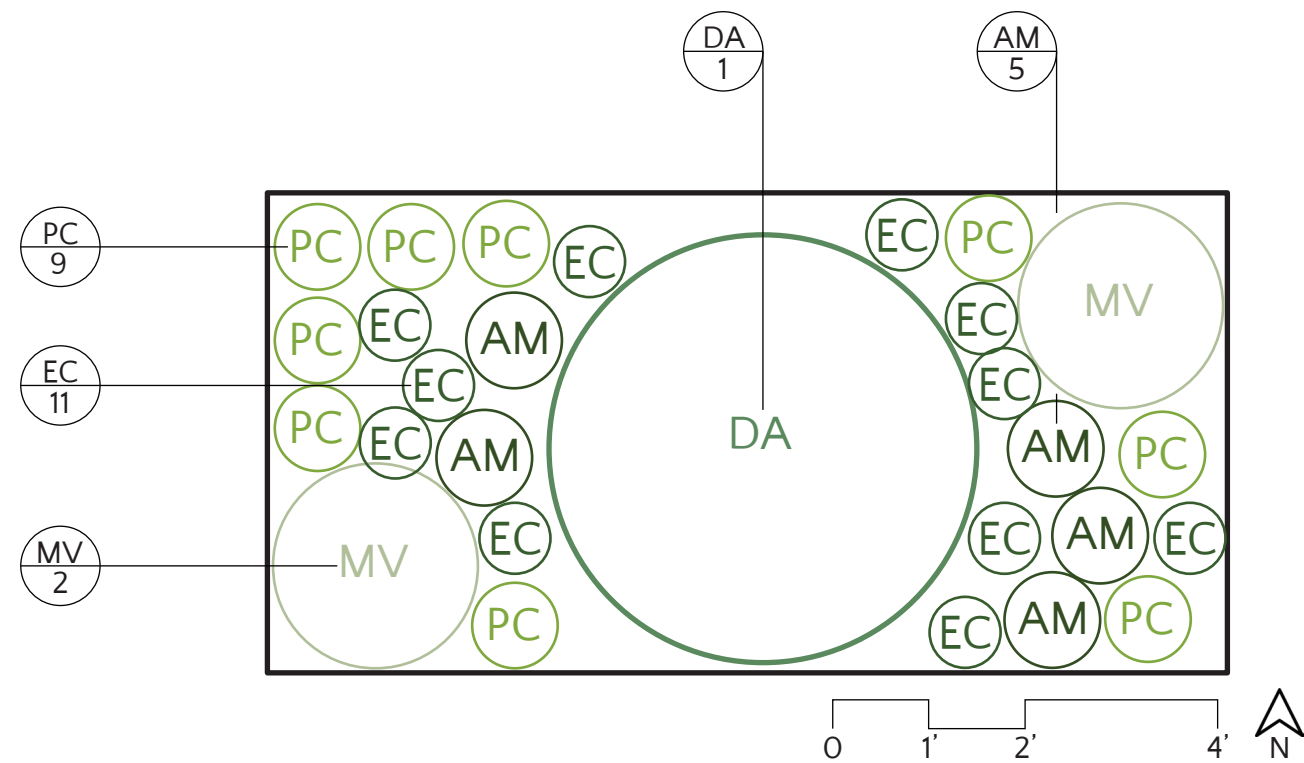 DA
1
AM
5
PC
9
EC
11
MV
2
PC PC PC EC EC PC MV
PC EC AM EC
EC EC
PC EC AM DA AM PC
MV EC EC AM EC
PC EC AM PC
0 1' 2' 4' N